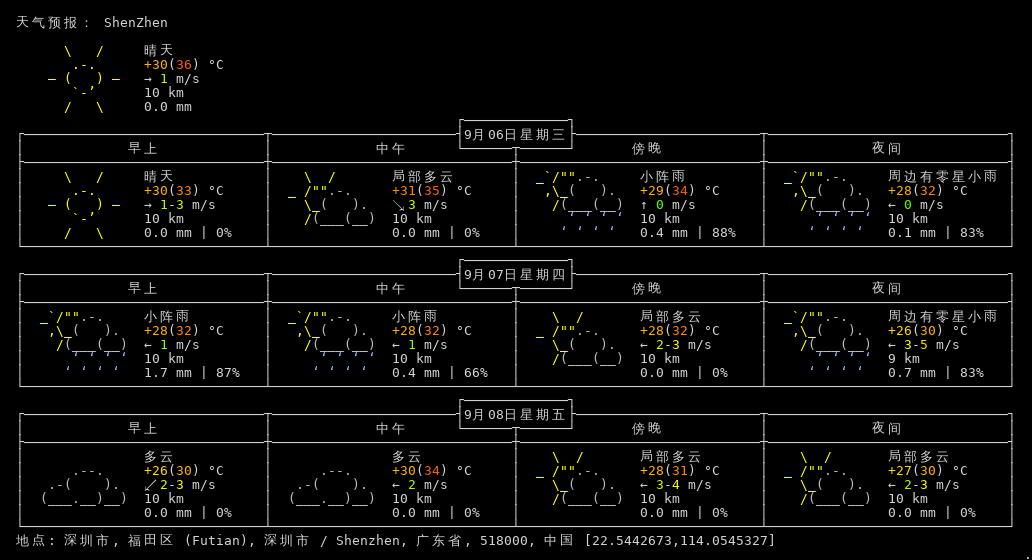 天气预报： ShenZhen
晴天
+30(36) °C
→ 1 m/s
10 km
0.0 mm
9月06日星期三
早上 中午 傍晚 夜间
晴天 局部多云 小阵雨 周边有零星小雨
+30(33) °C +31(35) °C +29(34) °C +28(32) °C
→ 1-3 m/s ↘ 3 m/s ↑ 0 m/s ← 0 m/s
10 km 10 km 10 km 10 km
0.0 mm | 0% 0.0 mm | 0% 0.4 mm | 88% 0.1 mm | 83%
9月07日星期四
早上 中午 傍晚 夜间
小阵雨 小阵雨 局部多云 周边有零星小雨
+28(32) °C +28(32) °C +28(32) °C +26(30) °C
← 1 m/s ← 1 m/s ← 2-3 m/s ← 3-5 m/s
10 km 10 km 10 km 9 km
1.7 mm | 87% 0.4 mm | 66% 0.0 mm | 0% 0.7 mm | 83%
9月08日星期五
早上 中午 傍晚 夜间
多云 多云 局部多云 局部多云
+26(30) °C +30(34) °C +28(31) °C +27(30) °C
↙ 2-3 m/s ← 2 m/s ← 3-4 m/s ← 2-3 m/s
10 km 10 km 10 km 10 km
0.0 mm | 0% 0.0 mm | 0% 0.0 mm | 0% 0.0 mm | 0%
地点: 深圳市, 福田区 (Futian), 深圳市 / Shenzhen, 广东省, 518000, 中国 [22.5442673,114.0545327]